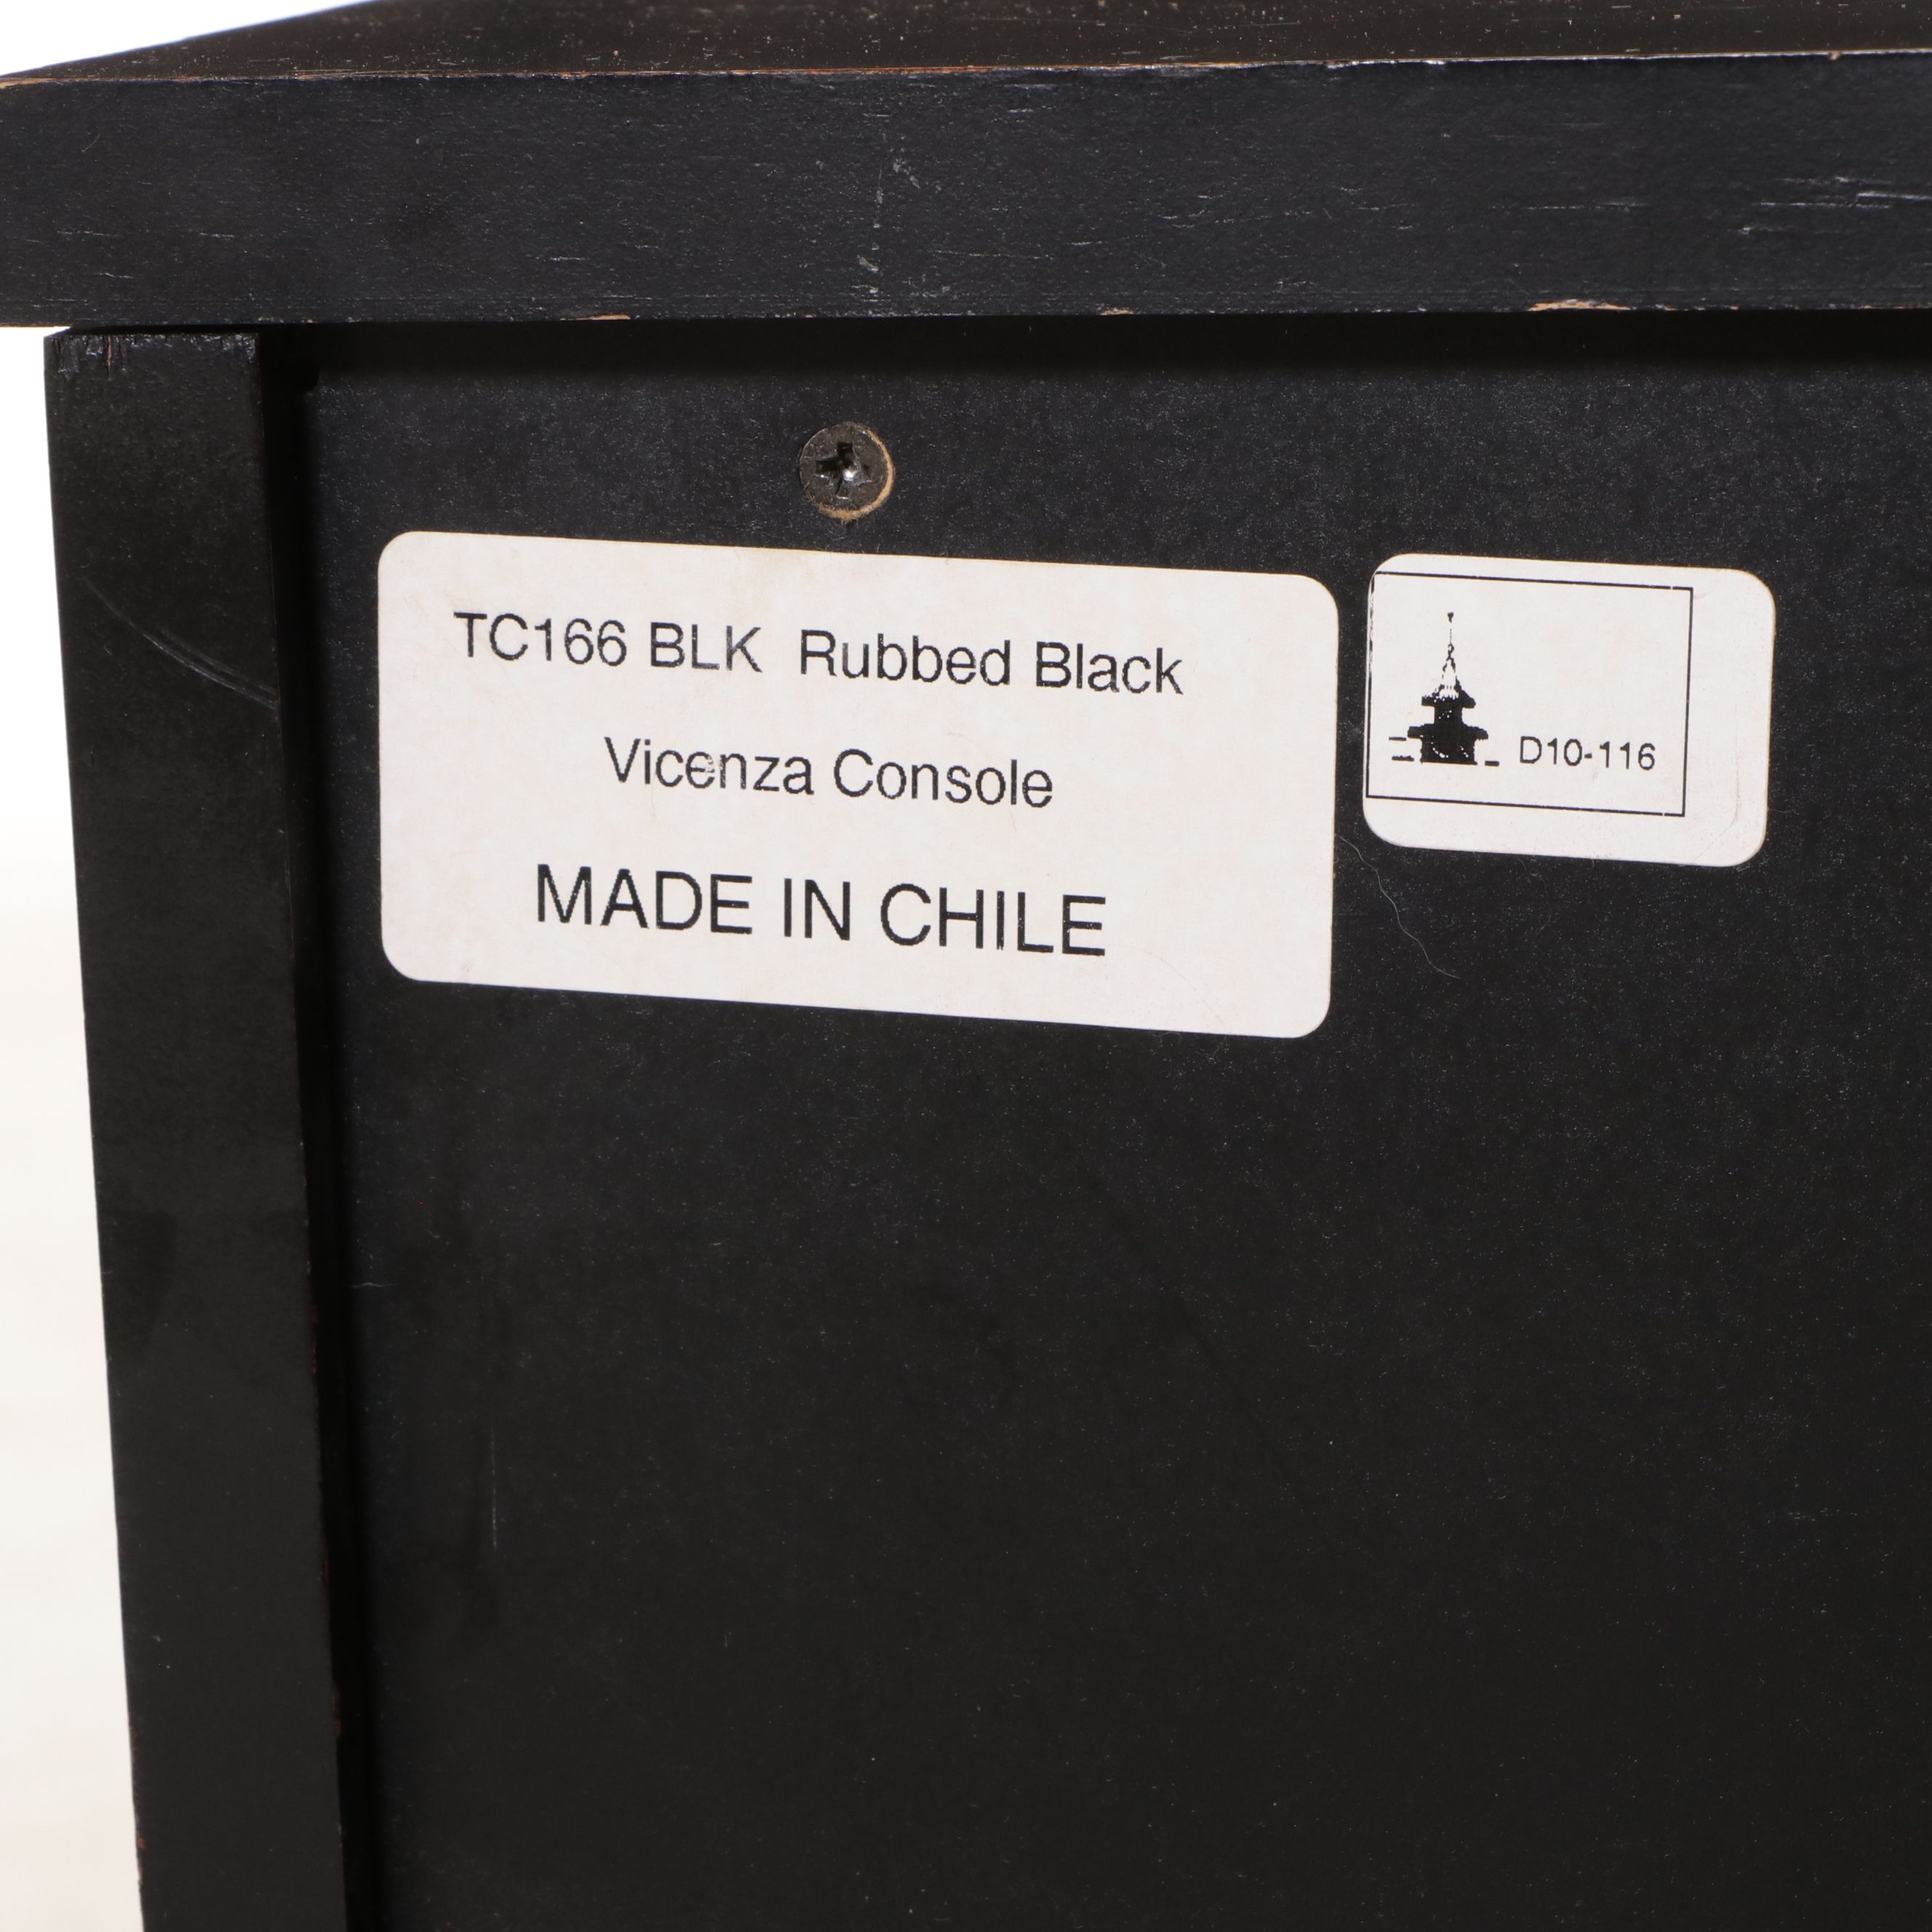 TC166 BLK Rubbed Black
Vicenza Console
MADE IN CHILE
D10-116